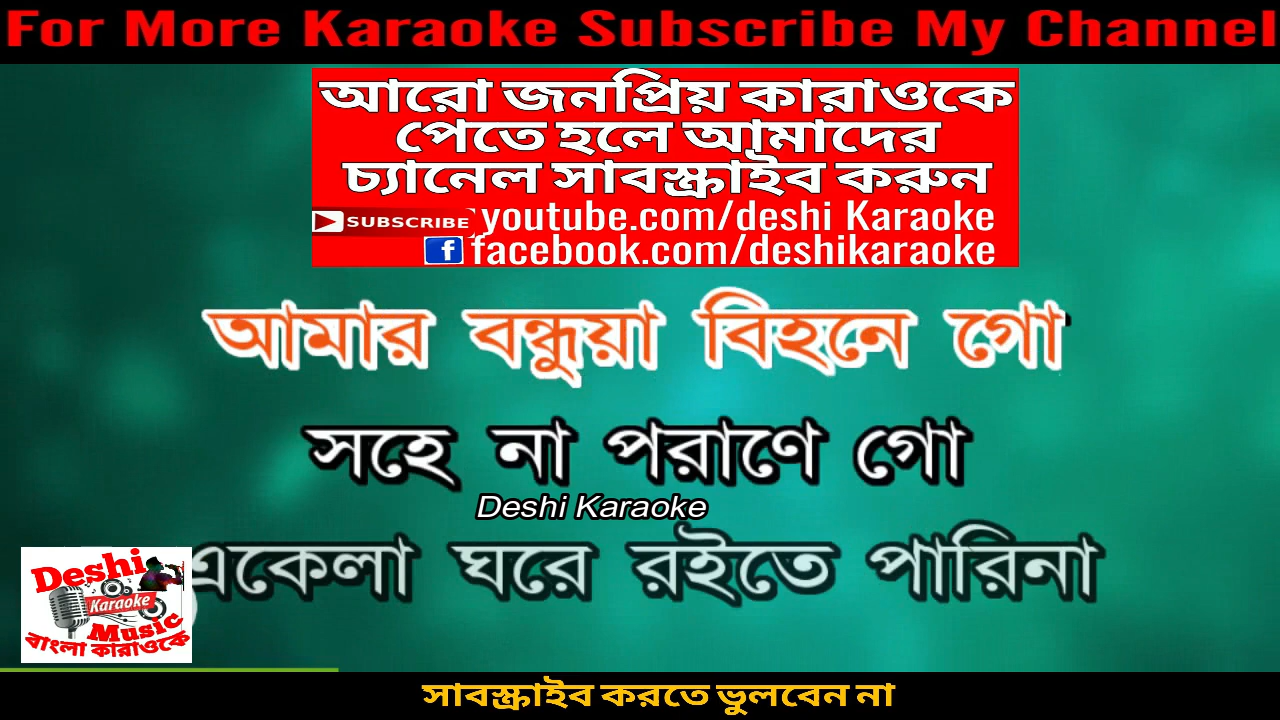 For More Karaoke Subscribe My Channel
আরো জনপ্রিয় কারাওকে
পেতে হলে আমাদের
চ্যানেল সাবস্ক্রাইব করুন
SUBSCRIBE youtube.com/deshi Karaoke
f facebook.com/deshikaraoke
আমার বন্ধুয়া বিহনে গো
সহে না পরাণে গো
Deshi Karaoke
একেলা ঘরে রইতে পারিনা
Deshi
Karaoke
Music
বাংলা কারাওকে
সাবস্ক্রাইব করতে ভুলবেন না